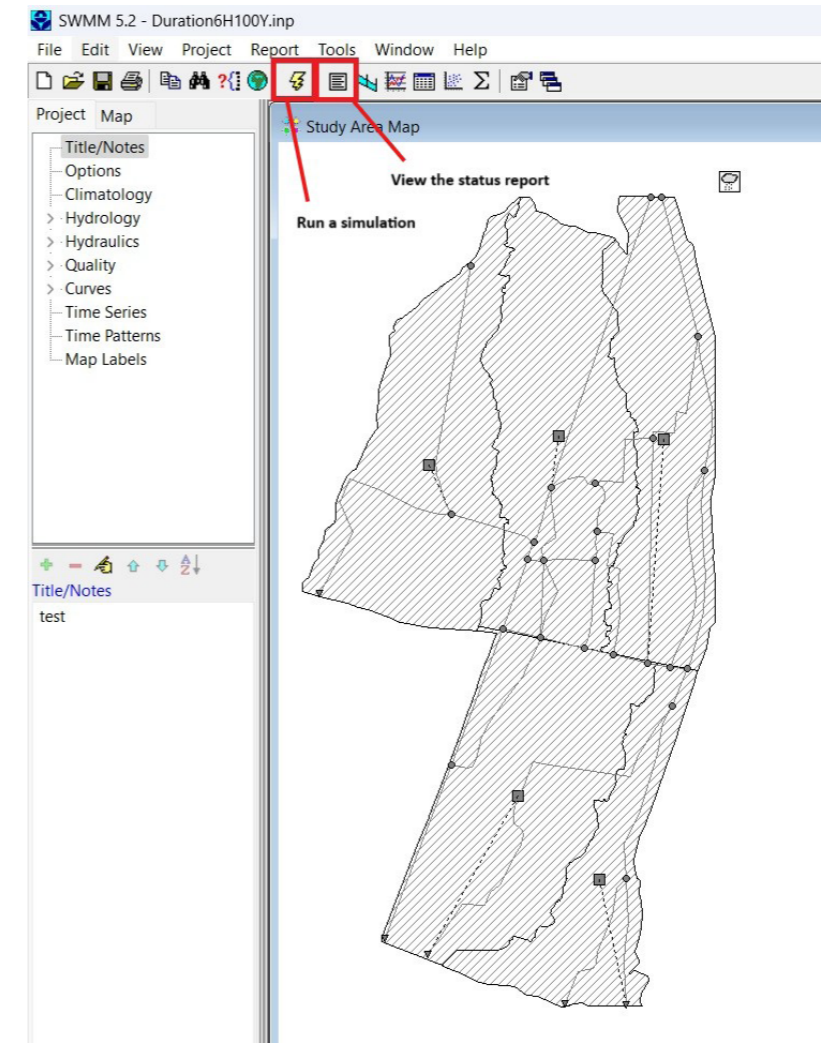 SWMM 5.2 - Duration6H100Y.inp
File Edit View Project Report Tools Window Help
Project Map
Title/Notes
Options
Climatology
Hydrology
Hydraulics
Quality
Curves
Time Series
Time Patterns
Map Labels
Title/Notes
test
Study Area Map
View the status report
Run a simulation